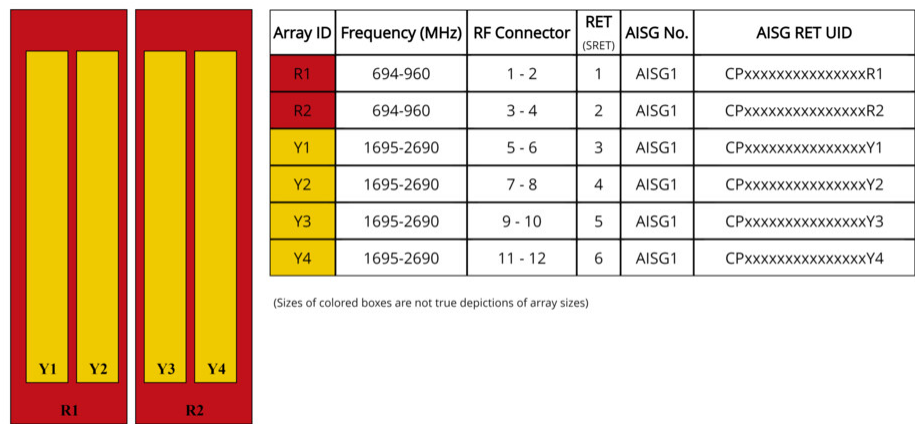 Y1 Y2 Y3 Y4
R1 R2
Array ID Frequency (MHz) RF Connector RET (SRET) AISG No. AISG RET UID
R1 694-960 1 - 2 1 AISG1 CPxxxxxxxxxxxxxxxR1
R2 694-960 3 - 4 2 AISG1 CPxxxxxxxxxxxxxxxR2
Y1 1695-2690 5 - 6 3 AISG1 CPxxxxxxxxxxxxxxxY1
Y2 1695-2690 7 - 8 4 AISG1 CPxxxxxxxxxxxxxxxY2
Y3 1695-2690 9 - 10 5 AISG1 CPxxxxxxxxxxxxxxxY3
Y4 1695-2690 11 - 12 6 AISG1 CPxxxxxxxxxxxxxxxY4
(Sizes of colored boxes are not true depictions of array sizes)